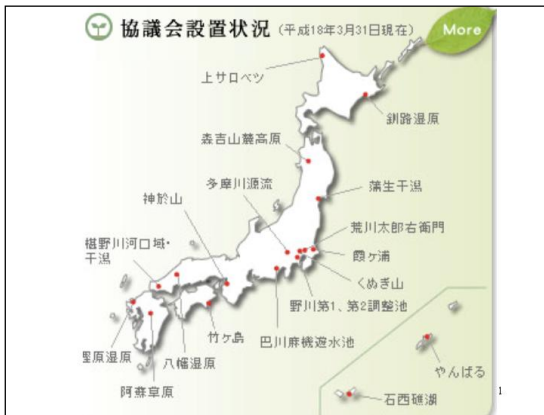 協議会設置状況（平成18年3月31日現在）
More
上サロベツ
釧路湿原
森吉山麓高原
多摩川源流
蒲生干潟
神於山
荒川太郎右衛門
椹野川河口域・
干潟
霞ヶ浦
くぬぎ山
野川第1、第2調整池
竹ヶ島
巴川麻機遊水池
やんばる
原湿原
八幡湿原
阿蘇草原
石西礁湖
1